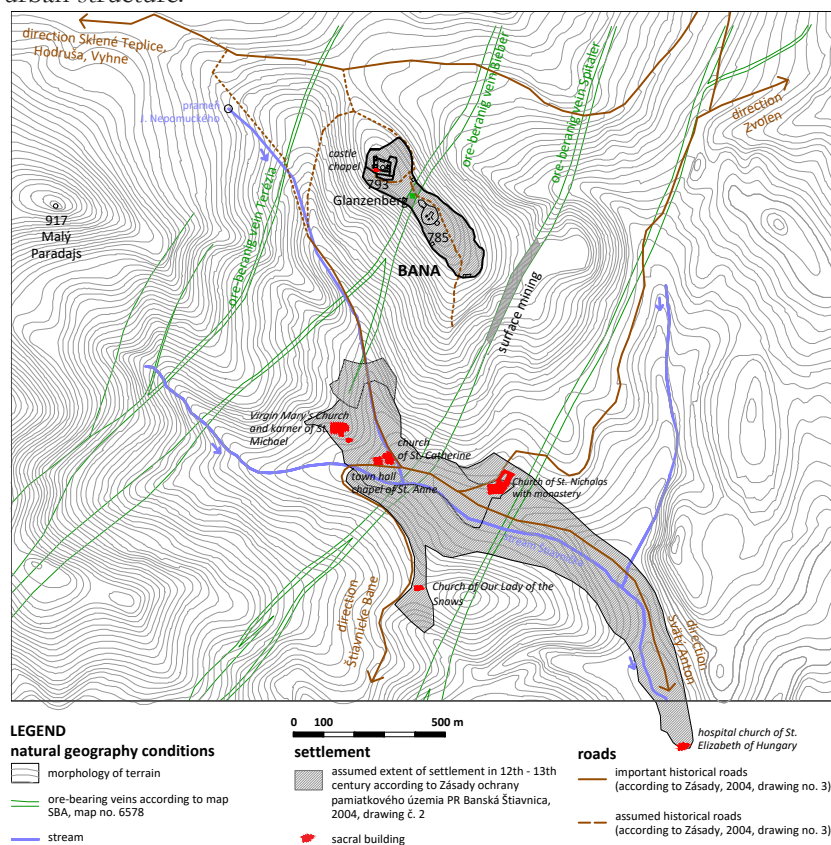 urban structure.
direction Sklené Teplice,
Hodruša, Vyhne
prameň
J. Nepomuckého
ore-beranig vein Bieber
ore-beranig vein Spitaler
direction
Zvolen
castle
chapel
793
Glanzenberg
785
BANA
917
Malý
Paradajs
ore-beranig vein Terézia
surface mining
Virgin Mary's Church
and karner of St.
Michael
church
of St. Catherine
town hall
chapel of St. Anne
Church of St. Nicholas
with monastery
stream Štiavnica
Church of Our Lady of the
Snows
direction
Štiavnické Bane
direction
Svätý Anton
hospital church of St.
Elizabeth of Hungary
LEGEND
natural geography conditions
morphology of terrain
ore-bearing veins according to map
SBA, map no. 6578
stream
0 100 500 m
settlement
assumed extent of settlement in 12th - 13th
century according to Zásady ochrany
pamiatkového územia PR Banská Štiavnica,
2004, drawing č. 2
sacral building
roads
important historical roads
(according to Zásady, 2004, drawing no. 3)
assumed historical roads
(according to Zásady, 2004, drawing no. 3)